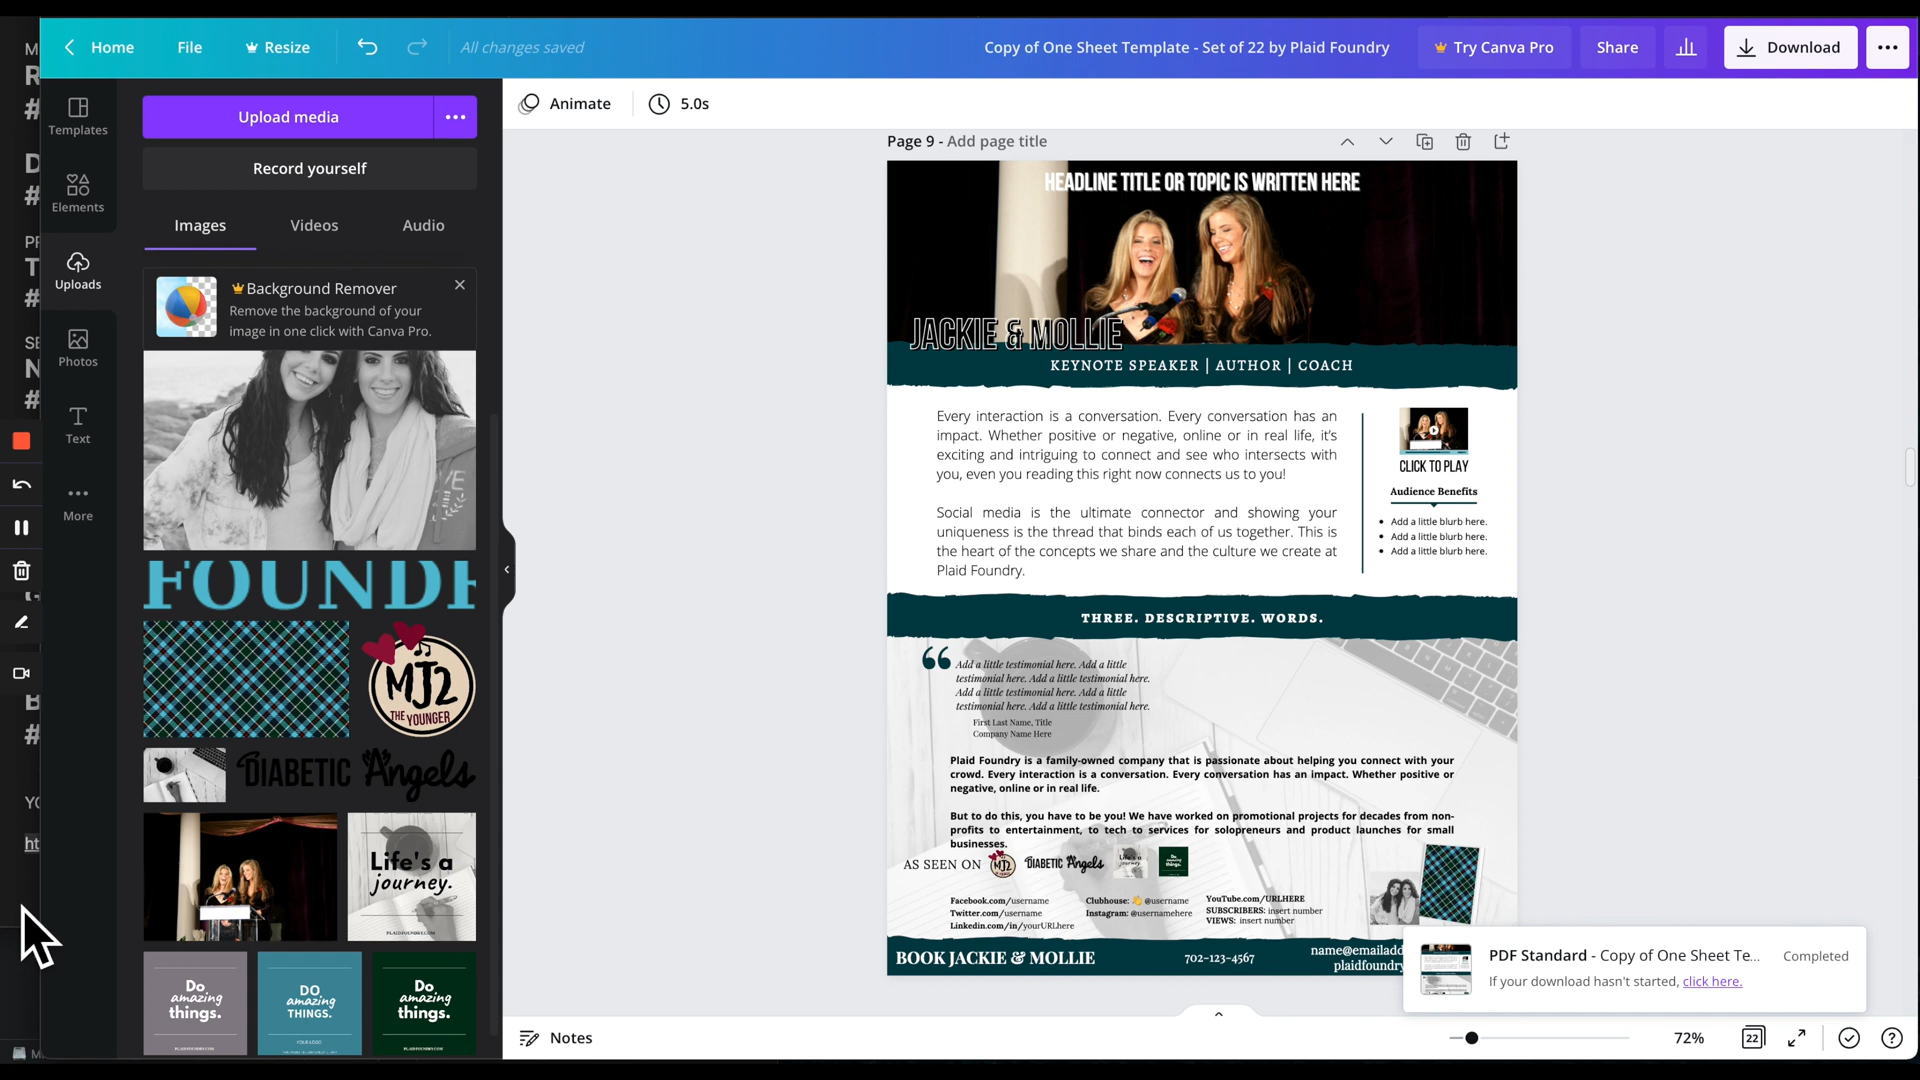 Home
File
Resize
All changes saved
Copy of One Sheet Template - Set of 22 by Plaid Foundry
Try Canva Pro
Share
Download
Templates
Elements
Uploads
Photos
Text
More
Upload media
Record yourself
Images
Videos
Audio
Background Remover
Remove the background of your
image in one click with Canva Pro.
FOUNDR
MJ2
THE YOUNGER
DIABETIC Angels
Life's a
journey.
PLAIDFOUNDRY.COM
Do
amazing
things.
PLAIDFOUNDRY.COM
DO
amazing
THINGS.
YOUR LOGO
Do
amazing
things.
PLAIDFOUNDRY.COM
Animate
5.0s
Page 9 - Add page title
HEADLINE TITLE OR TOPIC IS WRITTEN HERE
JACKIE & MOLLIE
KEYNOTE SPEAKER | AUTHOR | COACH
Every interaction is a conversation. Every conversation has an
impact. Whether positive or negative, online or in real life, it's
exciting and intriguing to connect and see who intersects with
you, even you reading this right now connects us to you!
Social media is the ultimate connector and showing your
uniqueness is the thread that binds each of us together. This is
the heart of the concepts we share and the culture we create at
Plaid Foundry.
CLICK TO PLAY
Audience Benefits
Add a little blurb here.
Add a little blurb here.
Add a little blurb here.
THREE. DESCRIPTIVE. WORDS.
Add a little testimonial here. Add a little
testimonial here. Add a little testimonial here.
Add a little testimonial here. Add a little
testimonial here. Add a little testimonial here.
First Last Name, Title
Company Name Here
Plaid Foundry is a family-owned company that is passionate about helping you connect with your
crowd. Every interaction is a conversation. Every conversation has an impact. Whether positive or
negative, online or in real life.
But to do this, you have to be you! We have worked on promotional projects for decades from non-
profits to entertainment, to tech to services for solopreneurs and product launches for small
businesses.
AS SEEN ON
MJ2
DIABETIC Angels
Facebook.com/username
Twitter.com/username
Linkedin.com/in/yourURLhere
Clubhouse: 👋 @username
Instagram: @usernamehere
YouTube.com/URLHERE
SUBSCRIBERS: insert number
VIEWS: insert number
BOOK JACKIE & MOLLIE
702-123-4567
name@emailadd
plaidfoundry
PDF Standard - Copy of One Sheet Te...
Completed
If your download hasn't started, click here.
Notes
72%
22